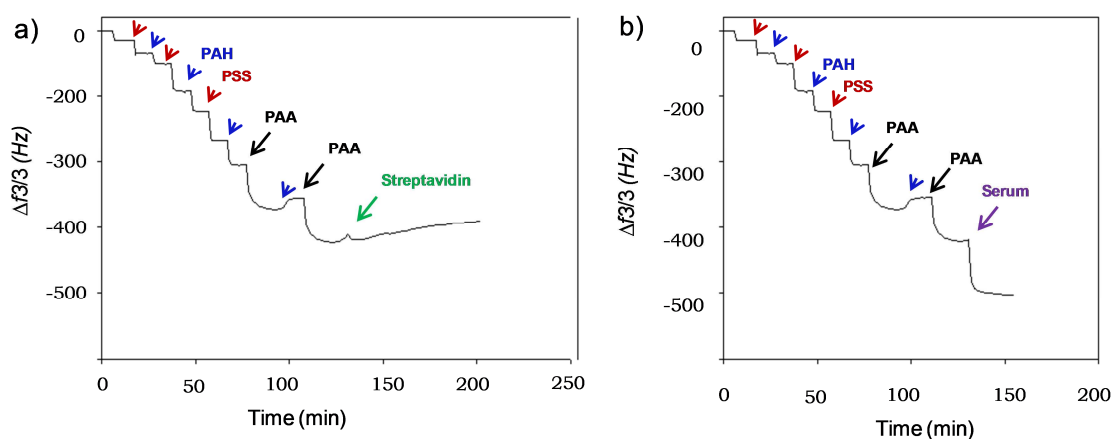 a)
0
-200
-300
-400
-500
Δf3/3 (Hz)
PAH
PSS
PAA
PAA
Streptavidin
0
50
100
150
200
250
Time (min)
b)
0
-100
-200
-300
-400
-500
Δf3/3 (Hz)
PAH
PSS
PAA
PAA
Serum
0
50
100
150
200
Time (min)